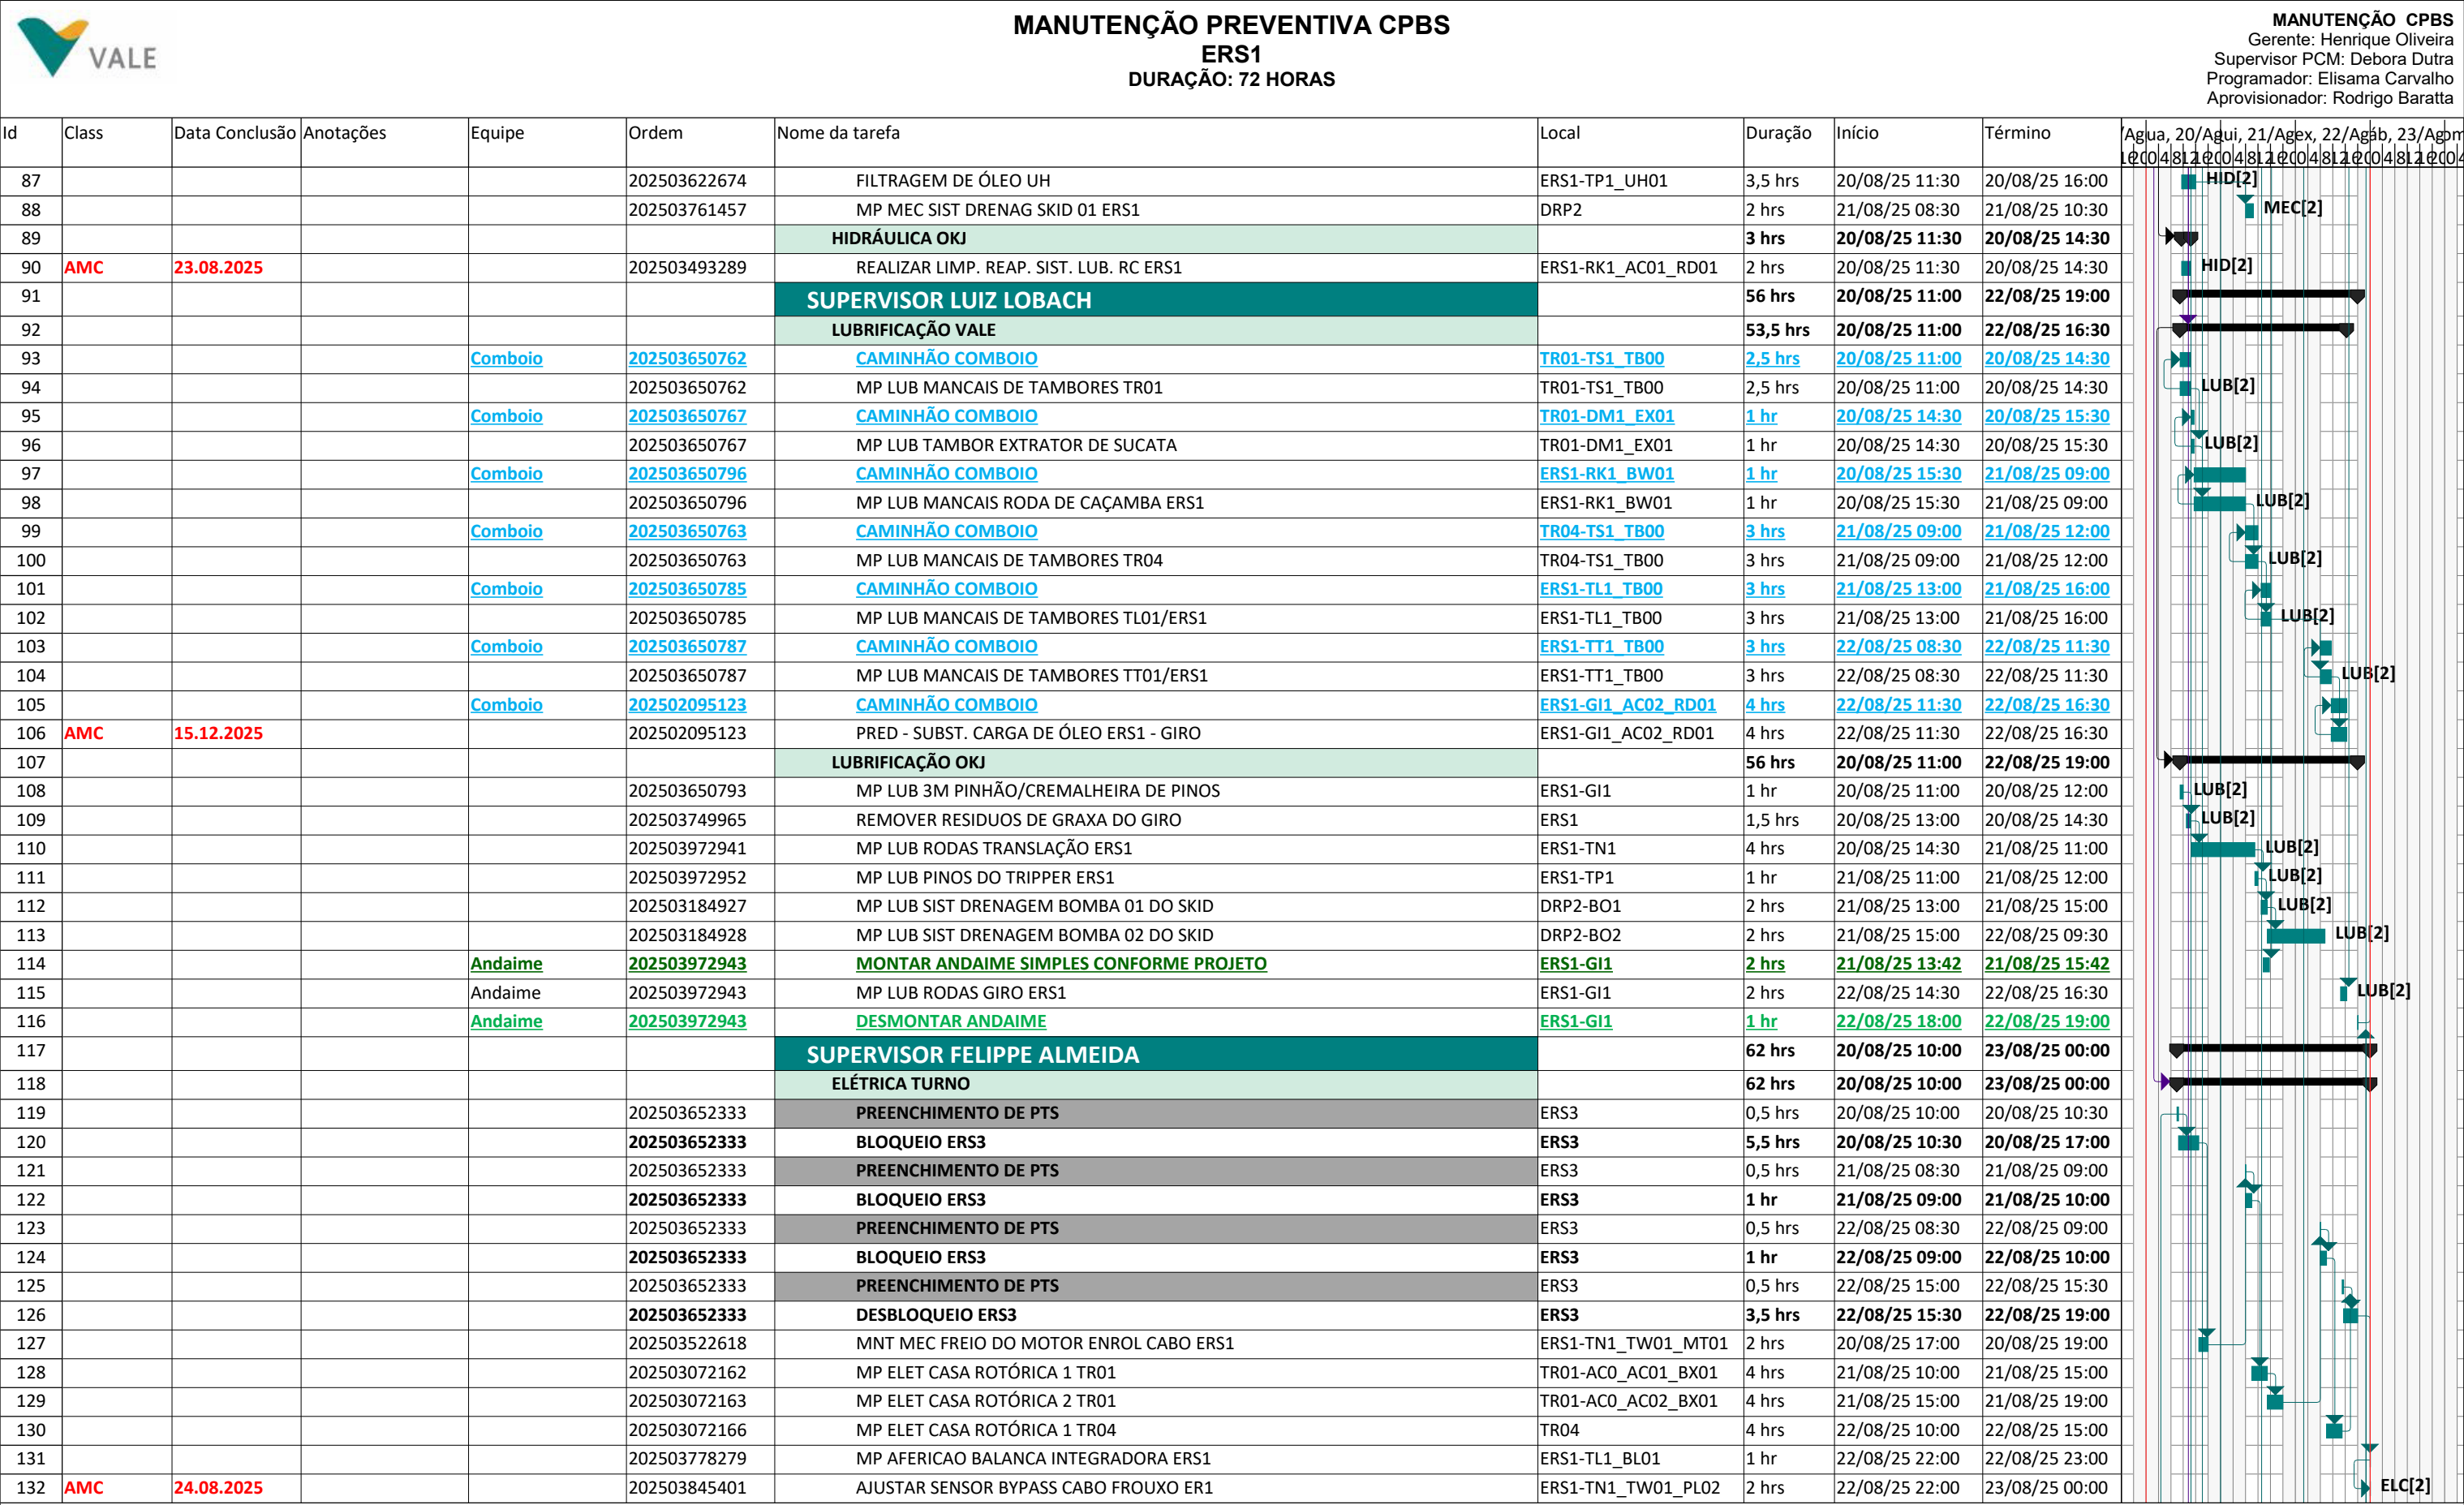 VALE
MANUTENÇÃO PREVENTIVA CPBS
ERS1
DURAÇÃO: 72 HORAS
MANUTENÇÃO CPBS
Gerente: Henrique Oliveira
Supervisor PCM: Debora Dutra
Programador: Elisama Carvalho
Aprovisionador: Rodrigo Baratta
Id Class Data Conclusão Anotações Equipe Ordem Nome da tarefa Local Duração Início Término
87 202503622674 FILTRAGEM DE ÓLEO UH ERS1-TP1_UH01 3,5 hrs 20/08/25 11:30 20/08/25 16:00 HID[2]
88 202503761457 MP MEC SIST DRENAG SKID 01 ERS1 DRP2 2 hrs 21/08/25 08:30 21/08/25 10:30 MEC[2]
89 HIDRÁULICA OKJ 3 hrs 20/08/25 11:30 20/08/25 14:30
90 AMC 23.08.2025 202503493289 REALIZAR LIMP. REAP. SIST. LUB. RC ERS1 ERS1-RK1_AC01_RD01 2 hrs 20/08/25 11:30 20/08/25 14:30 HID[2]
91 SUPERVISOR LUIZ LOBACH 56 hrs 20/08/25 11:00 22/08/25 19:00
92 LUBRIFICAÇÃO VALE 53,5 hrs 20/08/25 11:00 22/08/25 16:30
93 Comboio 202503650762 CAMINHÃO COMBOIO TR01-TS1_TB00 2,5 hrs 20/08/25 11:00 20/08/25 14:30
94 202503650762 MP LUB MANCAIS DE TAMBORES TR01 TR01-TS1_TB00 2,5 hrs 20/08/25 11:00 20/08/25 14:30 LUB[2]
95 Comboio 202503650767 CAMINHÃO COMBOIO TR01-DM1_EX01 1 hr 20/08/25 14:30 20/08/25 15:30
96 202503650767 MP LUB TAMBOR EXTRATOR DE SUCATA TR01-DM1_EX01 1 hr 20/08/25 14:30 20/08/25 15:30 LUB[2]
97 Comboio 202503650796 CAMINHÃO COMBOIO ERS1-RK1_BW01 1 hr 20/08/25 15:30 21/08/25 09:00
98 202503650796 MP LUB MANCAIS RODA DE CAÇAMBA ERS1 ERS1-RK1_BW01 1 hr 20/08/25 15:30 21/08/25 09:00 LUB[2]
99 Comboio 202503650763 CAMINHÃO COMBOIO TR04-TS1_TB00 3 hrs 21/08/25 09:00 21/08/25 12:00
100 202503650763 MP LUB MANCAIS DE TAMBORES TR04 TR04-TS1_TB00 3 hrs 21/08/25 09:00 21/08/25 12:00 LUB[2]
101 Comboio 202503650785 CAMINHÃO COMBOIO ERS1-TL1_TB00 3 hrs 21/08/25 13:00 21/08/25 16:00
102 202503650785 MP LUB MANCAIS DE TAMBORES TL01/ERS1 ERS1-TL1_TB00 3 hrs 21/08/25 13:00 21/08/25 16:00 LUB[2]
103 Comboio 202503650787 CAMINHÃO COMBOIO ERS1-TT1_TB00 3 hrs 22/08/25 08:30 22/08/25 11:30
104 202503650787 MP LUB MANCAIS DE TAMBORES TT01/ERS1 ERS1-TT1_TB00 3 hrs 22/08/25 08:30 22/08/25 11:30 LUB[2]
105 Comboio 202502095123 CAMINHÃO COMBOIO ERS1-GI1_AC02_RD01 4 hrs 22/08/25 11:30 22/08/25 16:30
106 AMC 15.12.2025 202502095123 PRED - SUBST. CARGA DE ÓLEO ERS1 - GIRO ERS1-GI1_AC02_RD01 4 hrs 22/08/25 11:30 22/08/25 16:30
107 LUBRIFICAÇÃO OKJ 56 hrs 20/08/25 11:00 22/08/25 19:00
108 202503650793 MP LUB 3M PINHÃO/CREMALHEIRA DE PINOS ERS1-GI1 1 hr 20/08/25 11:00 20/08/25 12:00 LUB[2]
109 202503749965 REMOVER RESIDUOS DE GRAXA DO GIRO ERS1 1,5 hrs 20/08/25 13:00 20/08/25 14:30 LUB[2]
110 202503972941 MP LUB RODAS TRANSLAÇÃO ERS1 ERS1-TN1 4 hrs 20/08/25 14:30 21/08/25 11:00 LUB[2]
111 202503972952 MP LUB PINOS DO TRIPPER ERS1 ERS1-TP1 1 hr 21/08/25 11:00 21/08/25 12:00 LUB[2]
112 202503184927 MP LUB SIST DRENAGEM BOMBA 01 DO SKID DRP2-BO1 2 hrs 21/08/25 13:00 21/08/25 15:00 LUB[2]
113 202503184928 MP LUB SIST DRENAGEM BOMBA 02 DO SKID DRP2-BO2 2 hrs 21/08/25 15:00 22/08/25 09:30 LUB[2]
114 Andaime 202503972943 MONTAR ANDAIME SIMPLES CONFORME PROJETO ERS1-GI1 2 hrs 21/08/25 13:42 21/08/25 15:42
115 Andaime 202503972943 MP LUB RODAS GIRO ERS1 ERS1-GI1 2 hrs 22/08/25 14:30 22/08/25 16:30 LUB[2]
116 Andaime 202503972943 DESMONTAR ANDAIME ERS1-GI1 1 hr 22/08/25 18:00 22/08/25 19:00
117 SUPERVISOR FELIPPE ALMEIDA 62 hrs 20/08/25 10:00 23/08/25 00:00
118 ELÉTRICA TURNO 62 hrs 20/08/25 10:00 23/08/25 00:00
119 202503652333 PREENCHIMENTO DE PTS ERS3 0,5 hrs 20/08/25 10:00 20/08/25 10:30
120 202503652333 BLOQUEIO ERS3 ERS3 5,5 hrs 20/08/25 10:30 20/08/25 17:00
121 202503652333 PREENCHIMENTO DE PTS ERS3 0,5 hrs 21/08/25 08:30 21/08/25 09:00
122 202503652333 BLOQUEIO ERS3 ERS3 1 hr 21/08/25 09:00 21/08/25 10:00
123 202503652333 PREENCHIMENTO DE PTS ERS3 0,5 hrs 22/08/25 08:30 22/08/25 09:00
124 202503652333 BLOQUEIO ERS3 ERS3 1 hr 22/08/25 09:00 22/08/25 10:00
125 202503652333 PREENCHIMENTO DE PTS ERS3 0,5 hrs 22/08/25 15:00 22/08/25 15:30
126 202503652333 DESBLOQUEIO ERS3 ERS3 3,5 hrs 22/08/25 15:30 22/08/25 19:00
127 202503522618 MNT MEC FREIO DO MOTOR ENROL CABO ERS1 ERS1-TN1_TW01_MT01 2 hrs 20/08/25 17:00 20/08/25 19:00
128 202503072162 MP ELET CASA ROTÓRICA 1 TR01 TR01-AC0_AC01_BX01 4 hrs 21/08/25 10:00 21/08/25 15:00
129 202503072163 MP ELET CASA ROTÓRICA 2 TR01 TR01-AC0_AC02_BX01 4 hrs 21/08/25 15:00 21/08/25 19:00
130 202503072166 MP ELET CASA ROTÓRICA 1 TR04 TR04 4 hrs 22/08/25 10:00 22/08/25 15:00
131 202503778279 MP AFERICAO BALANCA INTEGRADORA ERS1 ERS1-TL1_BL01 1 hr 22/08/25 22:00 22/08/25 23:00
132 AMC 24.08.2025 202503845401 AJUSTAR SENSOR BYPASS CABO FROUXO ER1 ERS1-TN1_TW01_PL02 2 hrs 22/08/25 22:00 23/08/25 00:00 ELC[2]